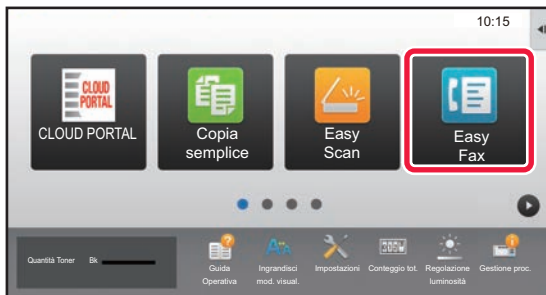 10:15
CLOUD
PORTAL
CLOUD PORTAL
Copia
semplice
Easy
Scan
Easy
Fax
Quantità Toner Bk
Guida
Operativa
Ingrandisci
mod. visual.
Impostazioni
Conteggio tot.
Regolazione
luminosità
Gestione proc.